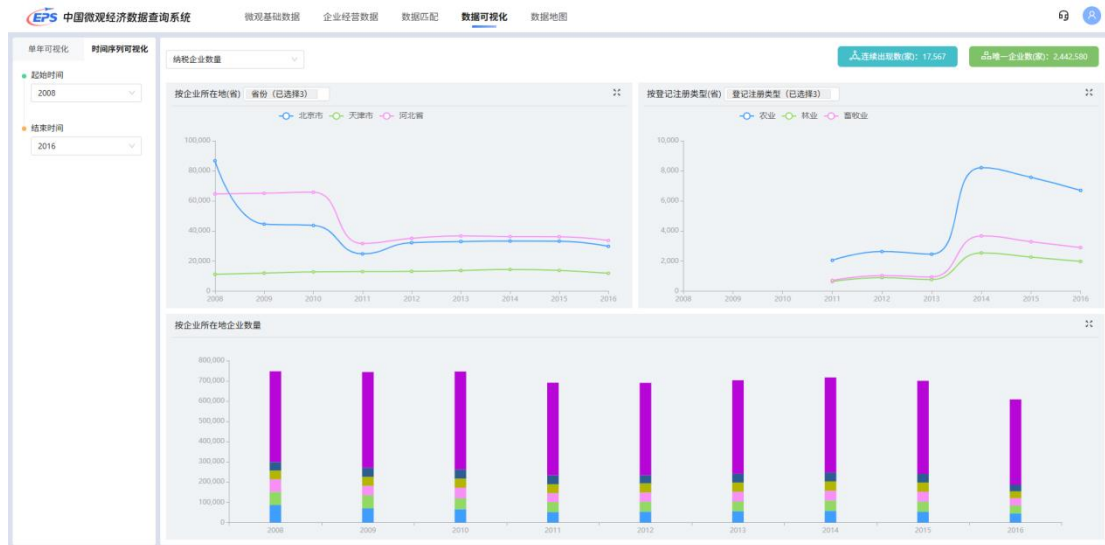 EPS 中国微观经济数据查询系统
微观基础数据 企业经营数据 数据匹配 数据可视化 数据地图
单年可视化 时间序列可视化
起始时间
2008
结束时间
2016
纳税企业数量
连续出现数(家): 17,567
唯一企业数(家): 2,442,580
按企业所在地(省) 省份 (已选择3)
北京市 天津市 河北省
100,000
80,000
60,000
40,000
20,000
0
2008 2009 2010 2011 2012 2013 2014 2015 2016
按登记注册类型(省) 登记注册类型 (已选择3)
农业 林业 畜牧业
10,000
8,000
6,000
4,000
2,000
0
2008 2009 2010 2011 2012 2013 2014 2015 2016
按企业所在地企业数量
800,000
700,000
600,000
500,000
400,000
300,000
200,000
100,000
0
2008 2009 2010 2011 2012 2013 2014 2015 2016